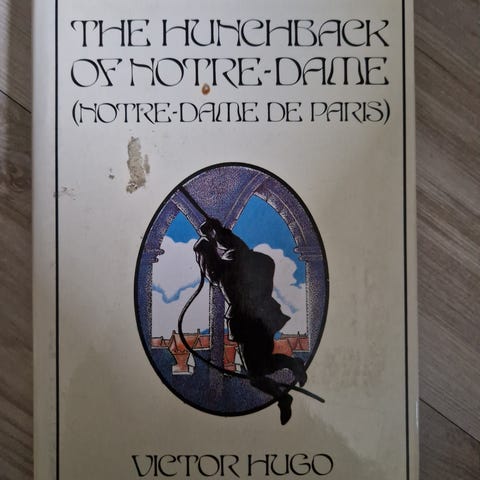 THE HUNCHBACK
OF NOTRE-DAME
(NOTRE-DAME DE PARIS)
VICTOR HUGO